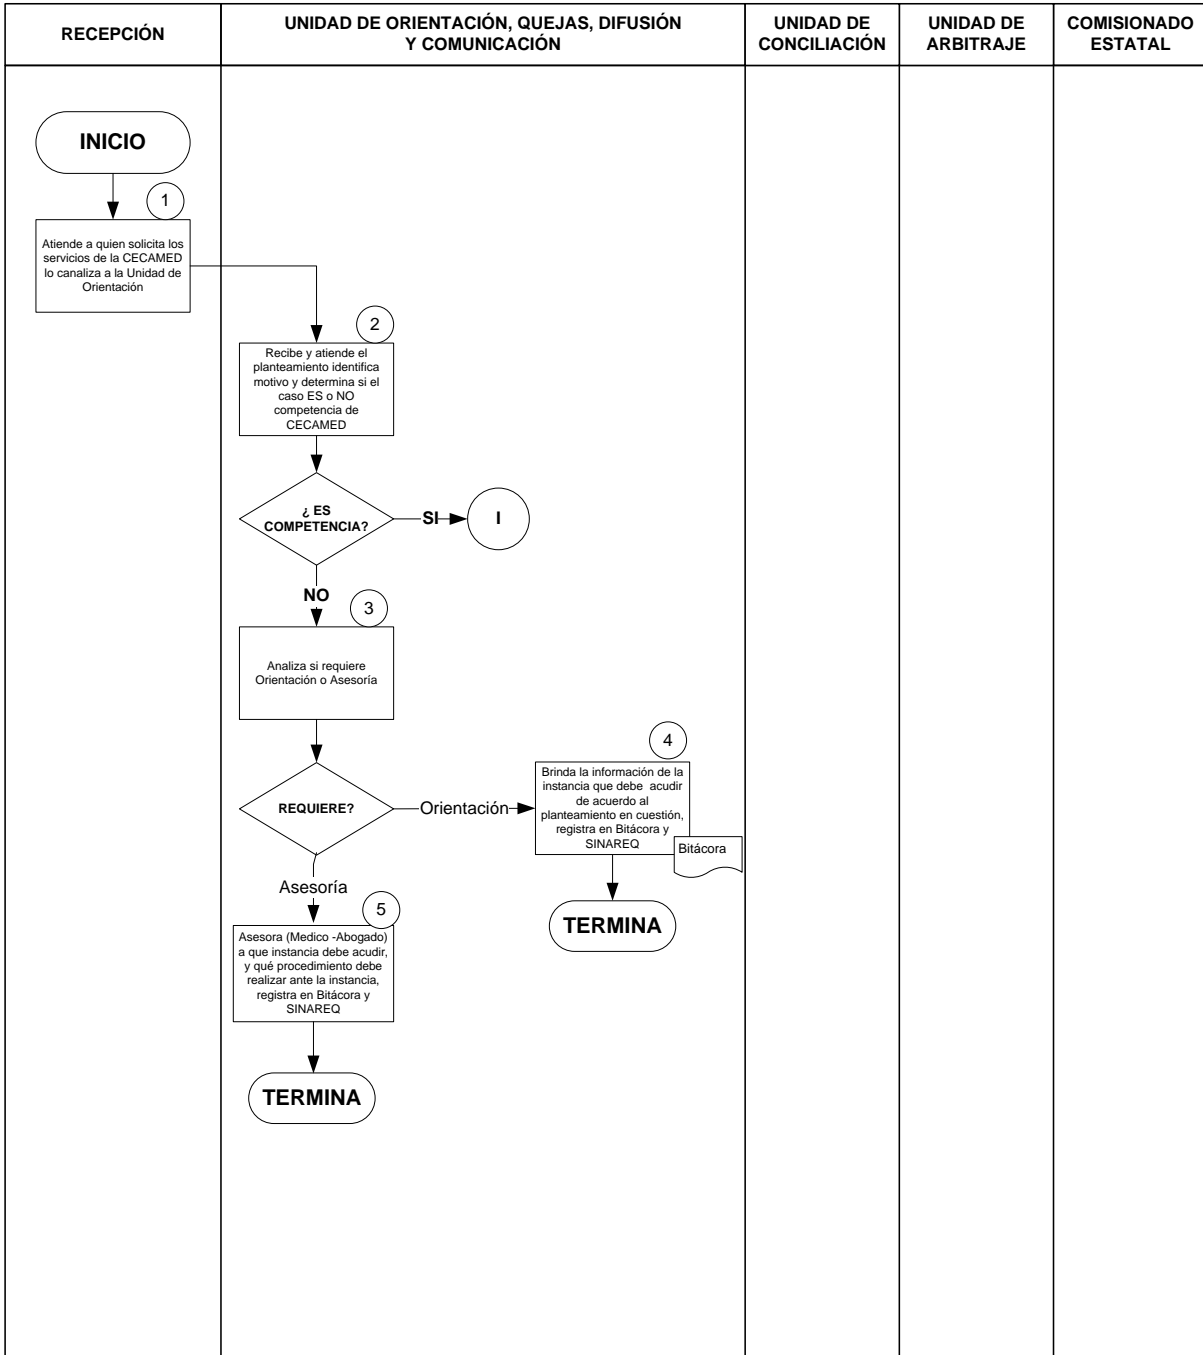 RECEPCIÓN
UNIDAD DE ORIENTACIÓN, QUEJAS, DIFUSIÓN
Y COMUNICACIÓN
UNIDAD DE
CONCILIACIÓN
UNIDAD DE
ARBITRAJE
COMISIONADO
ESTATAL
INICIO
1
Atiende a quien solicita los
servicios de la CECAMED
lo canaliza a la Unidad de
Orientación
2
Recibe y atiende el
planteamiento identifica
motivo y determina si el
caso ES o NO
competencia de
CECAMED
¿ ES
COMPETENCIA?
SI
I
NO
3
Analiza si requiere
Orientación o Asesoría
REQUIERE?
Orientación
4
Brinda la información de la
instancia que debe  acudir
de acuerdo al
planteamiento en cuestión,
registra en Bitácora y
SINAREQ
Bitácora
TERMINA
Asesoría
5
Asesora (Medico -Abogado)
a que instancia debe acudir,
y qué procedimiento debe
realizar ante la instancia,
registra en Bitácora y
SINAREQ
TERMINA